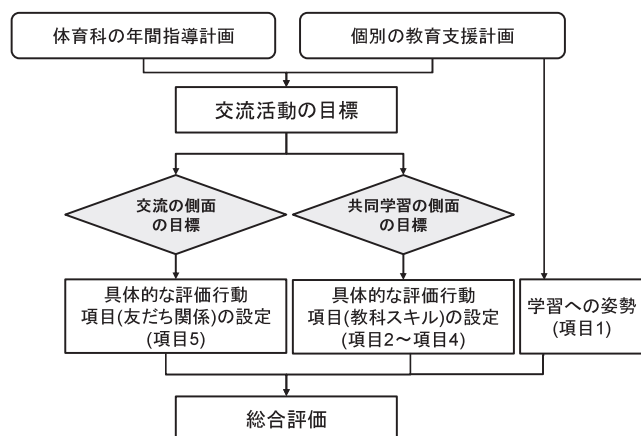 体育科の年間指導計画
個別の教育支援計画
交流活動の目標
交流の側面
の目標
共同学習の側面
の目標
具体的な評価行動
項目(友だち関係)の設定
(項目5)
具体的な評価行動
項目(教科スキル)の設定
(項目2～項目4)
学習への姿勢
(項目1)
総合評価